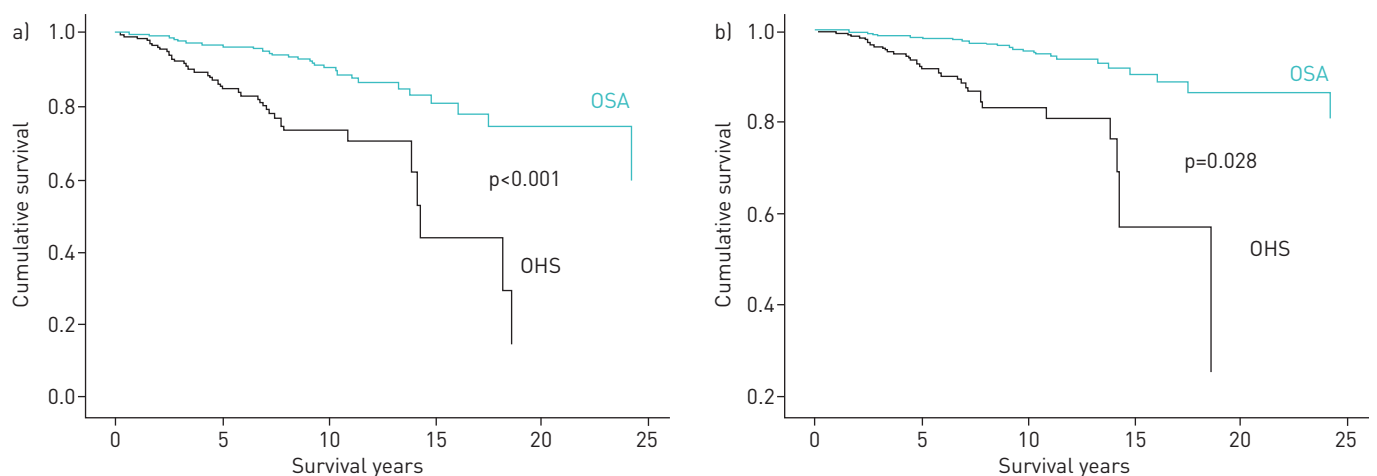 a)
Cumulative survival
1.0
0.8
0.6
0.4
0.2
0.0
OSA
p<0.001
OHS
0 5 10 15 20 25
Survival years
b)
Cumulative survival
1.0
0.8
0.6
0.4
0.2
OSA
p=0.028
OHS
0 5 10 15 20 25
Survival years